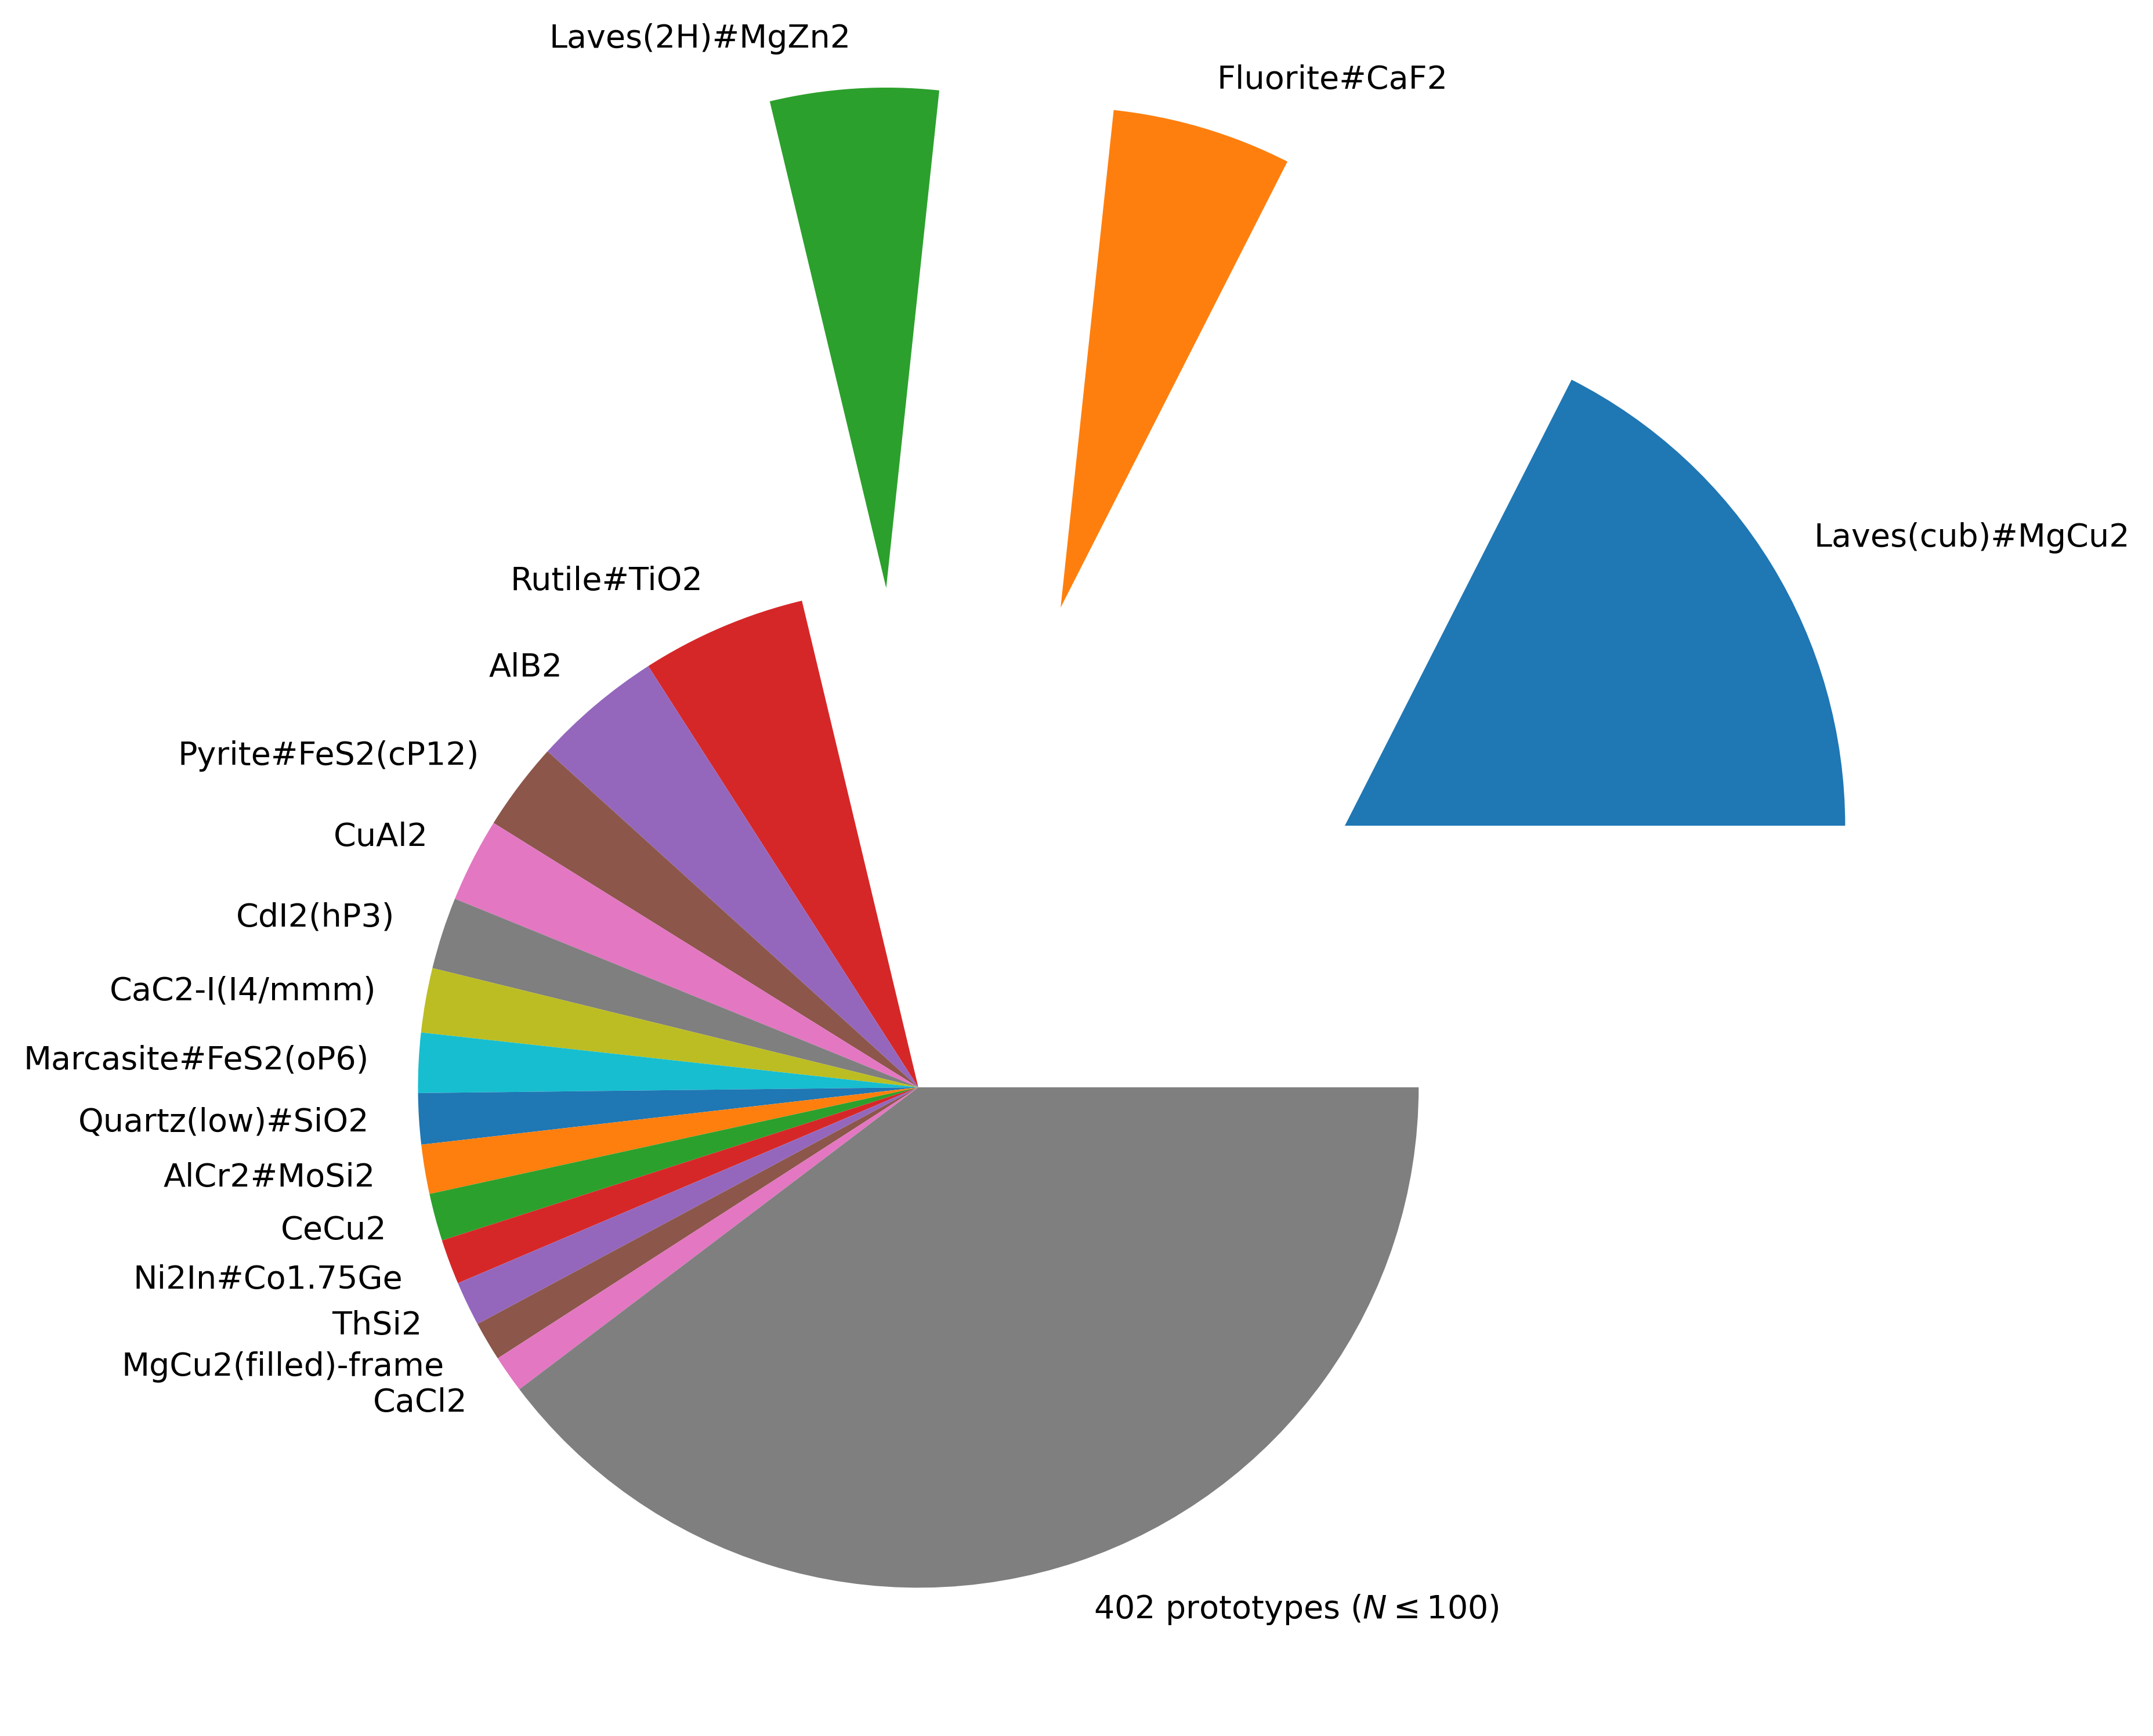 Laves(2H)#MgZn2
Fluorite#CaF2
Laves(cub)#MgCu2
Rutile#TiO2
AlB2
Pyrite#FeS2(cP12)
CuAl2
CdI2(hP3)
CaC2-I(I4/mmm)
Marcasite#FeS2(oP6)
Quartz(low)#SiO2
AlCr2#MoSi2
CeCu2
Ni2In#Co1.75Ge
ThSi2
MgCu2(filled)-frame
CaCl2
402 prototypes (N ≤ 100)